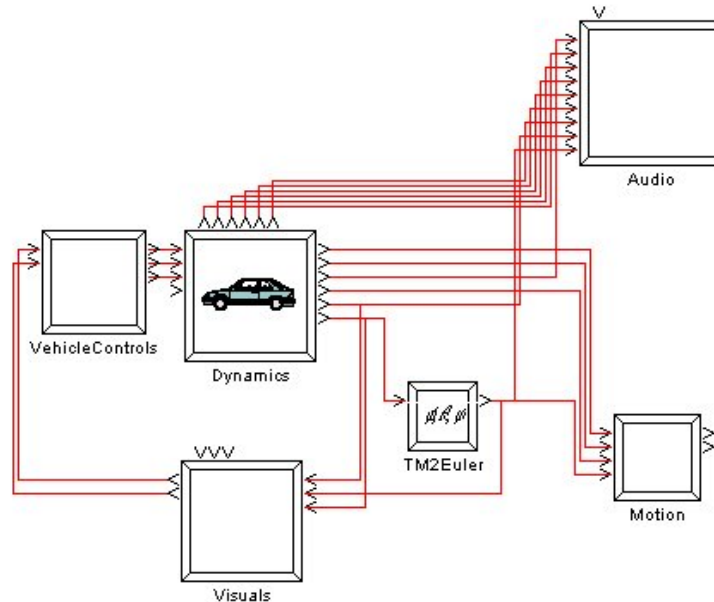 Audio
VehicleControls
Dynamics
TM2Euler
Motion
Visuals